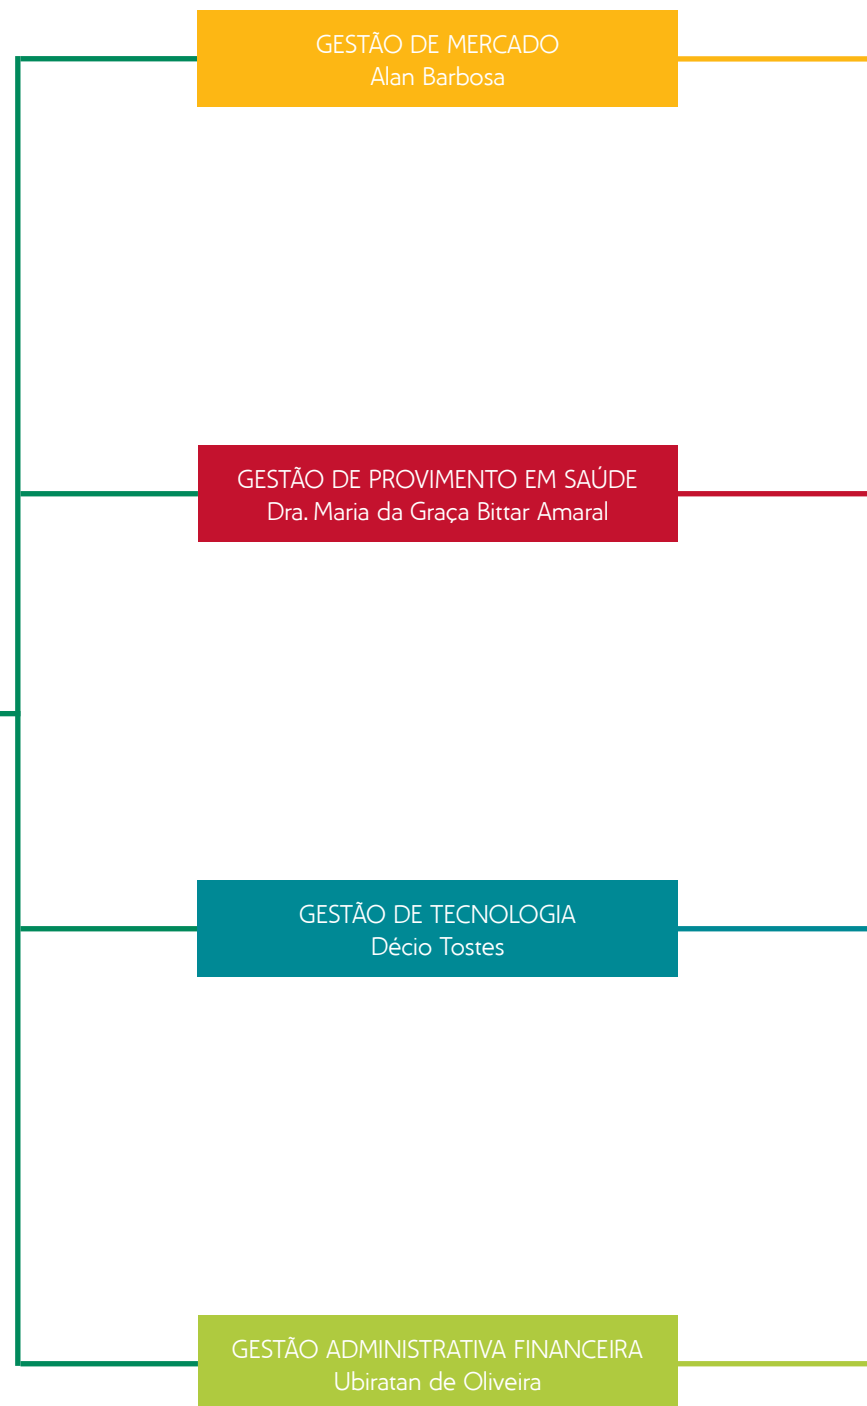 GESTÃO DE MERCADO
Alan Barbosa
GESTÃO DE PROVIMENTO EM SAÚDE
Dra. Maria da Graça Bittar Amaral
GESTÃO DE TECNOLOGIA
Décio Tostes
GESTÃO ADMINISTRATIVA FINANCEIRA
Ubiratan de Oliveira